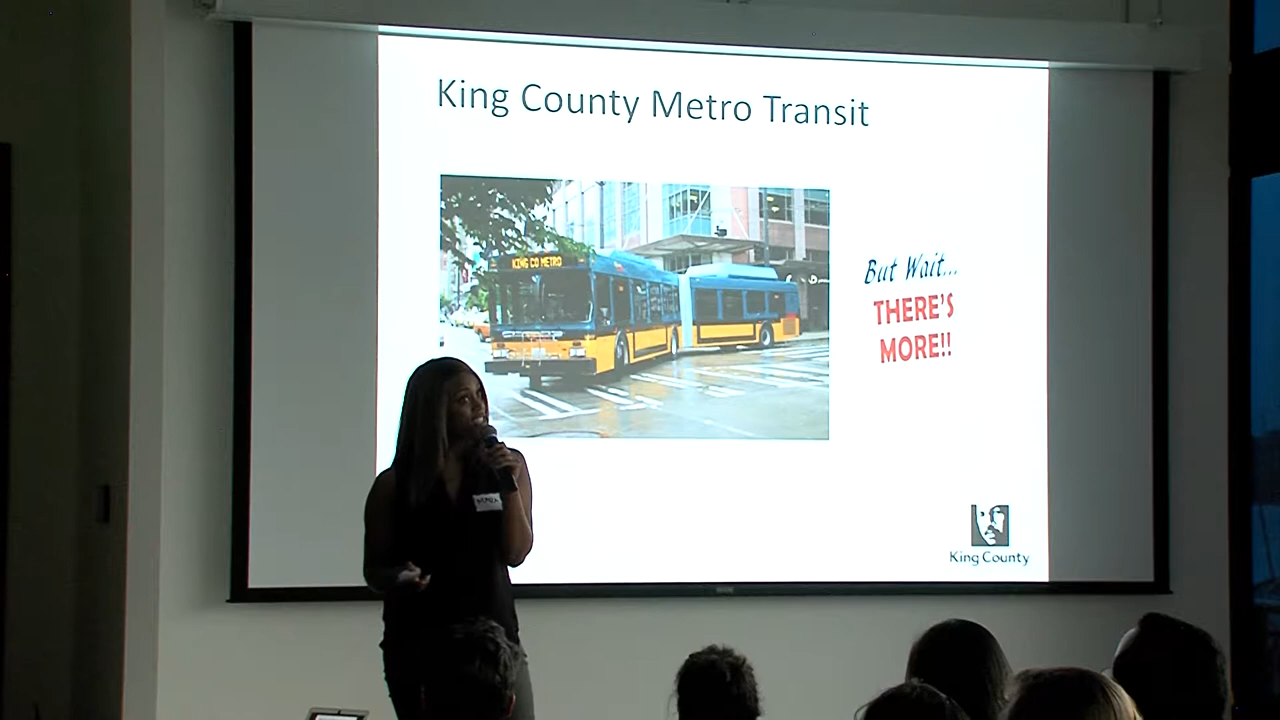 King County Metro Transit
KING CO METRO
But Wait...
THERE'S
MORE!!
King County